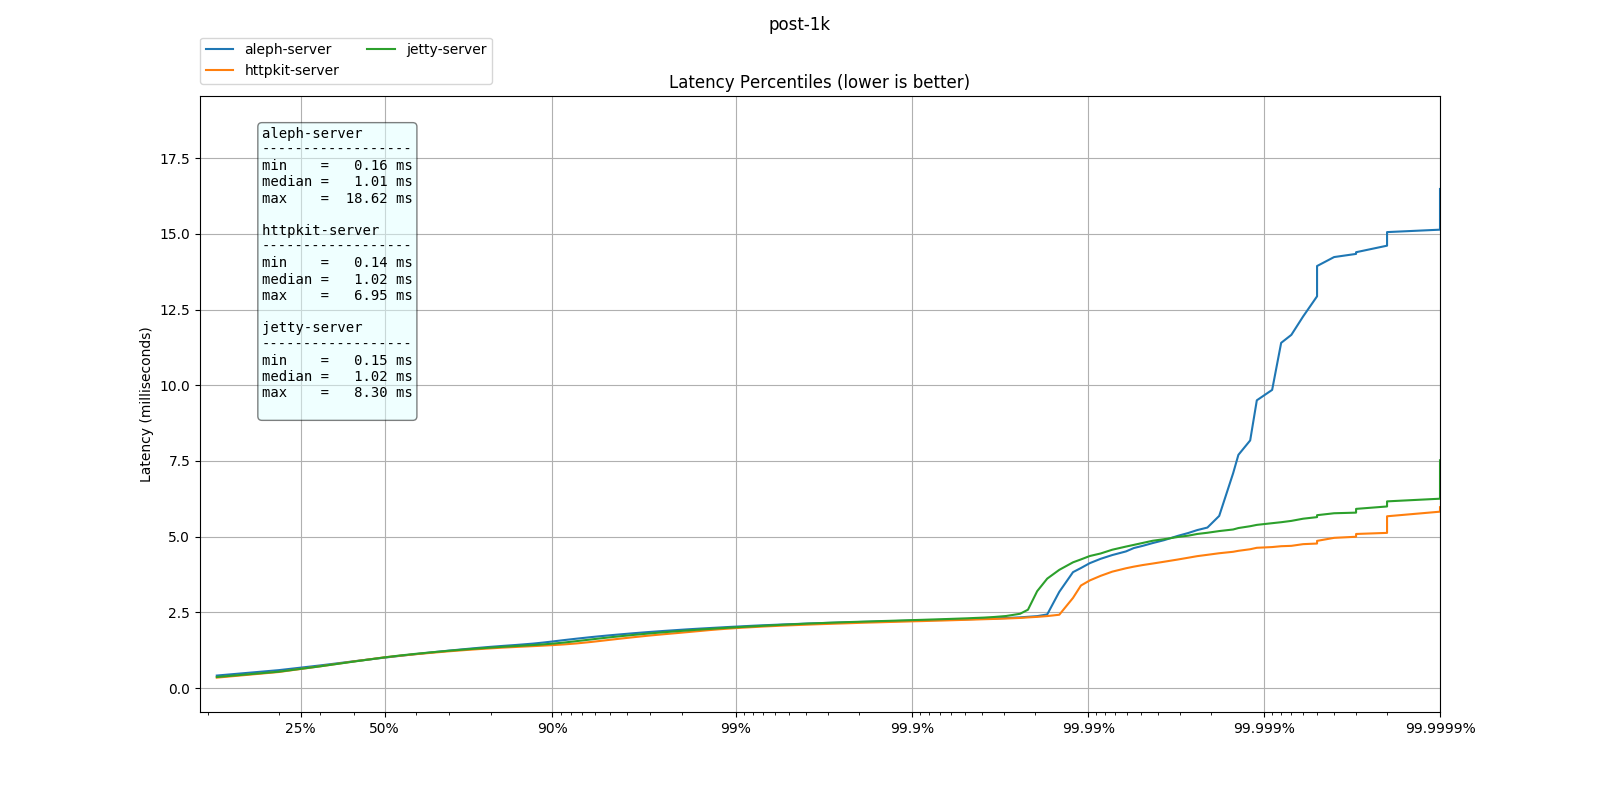 post-1k
aleph-server
jetty-server
httpkit-server
Latency Percentiles (lower is better)
aleph-server
------------------
min    =   0.16 ms
median =   1.01 ms
max    =  18.62 ms
httpkit-server
------------------
min    =   0.14 ms
median =   1.02 ms
max    =   6.95 ms
jetty-server
------------------
min    =   0.15 ms
median =   1.02 ms
max    =   8.30 ms
Latency (milliseconds)
17.5
15.0
12.5
10.0
7.5
5.0
2.5
0.0
25% 50% 90% 99% 99.9% 99.99% 99.999% 99.9999%